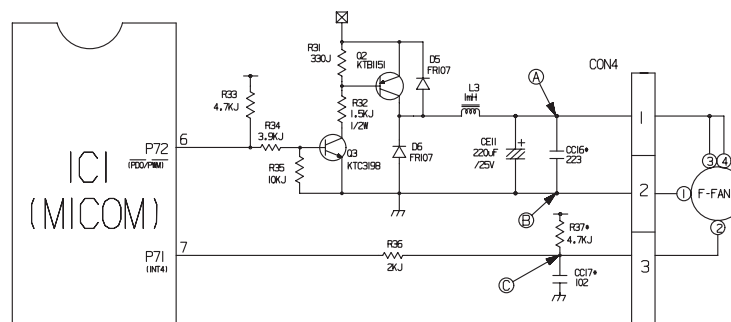 IC1
(MICOM)
P72
(PDO/PWM)
6
P71
(INT4)
7
R33
4.7KJ
R34
3.9KJ
R35
10KJ
R31
330J
Q2
KTB1151
R32
1.5KJ
1/2W
Q3
KTC3198
D5
FR107
D6
FR107
L3
1mH
CE11
220uF
/25V
CC16*
223
A
B
C
R36
2KJ
R37*
4.7KJ
CC17*
102
CON4
1
2
3
3
4
1
F-FAN
2